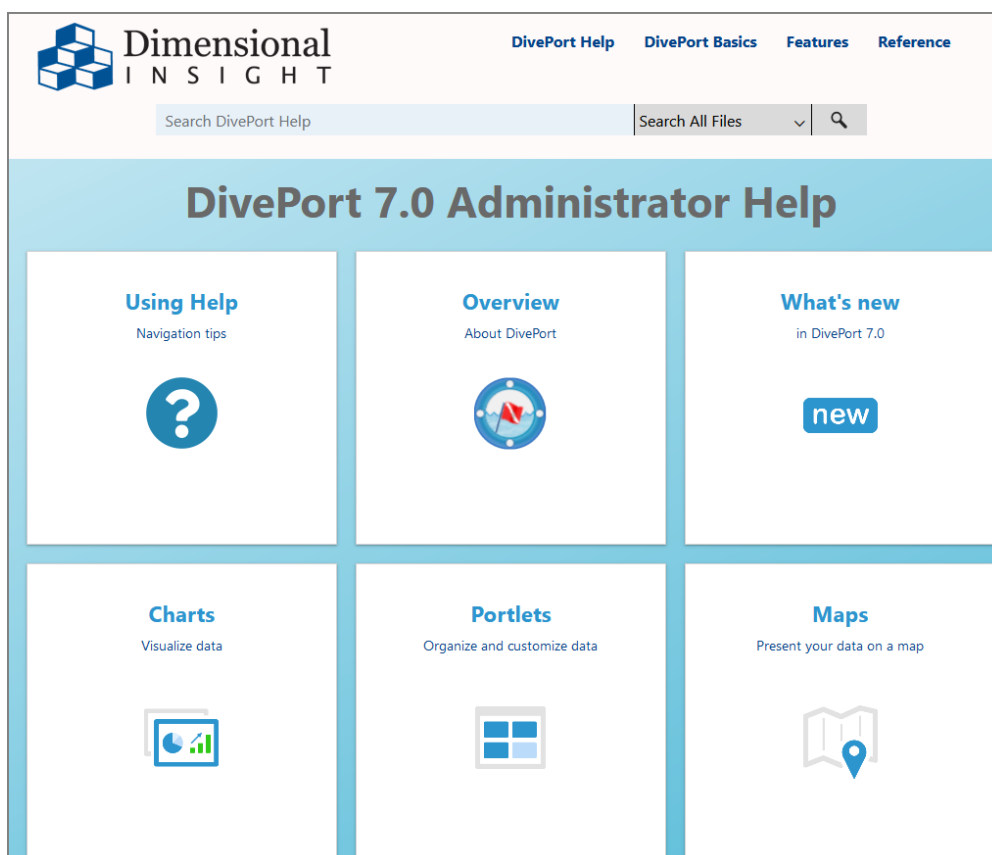 Dimensional
INSIGHT
DivePort Help DivePort Basics Features Reference
Search DivePort Help Search All Files
DivePort 7.0 Administrator Help
Using Help
Navigation tips
Overview
About DivePort
What's new
in DivePort 7.0
new
Charts
Visualize data
Portlets
Organize and customize data
Maps
Present your data on a map